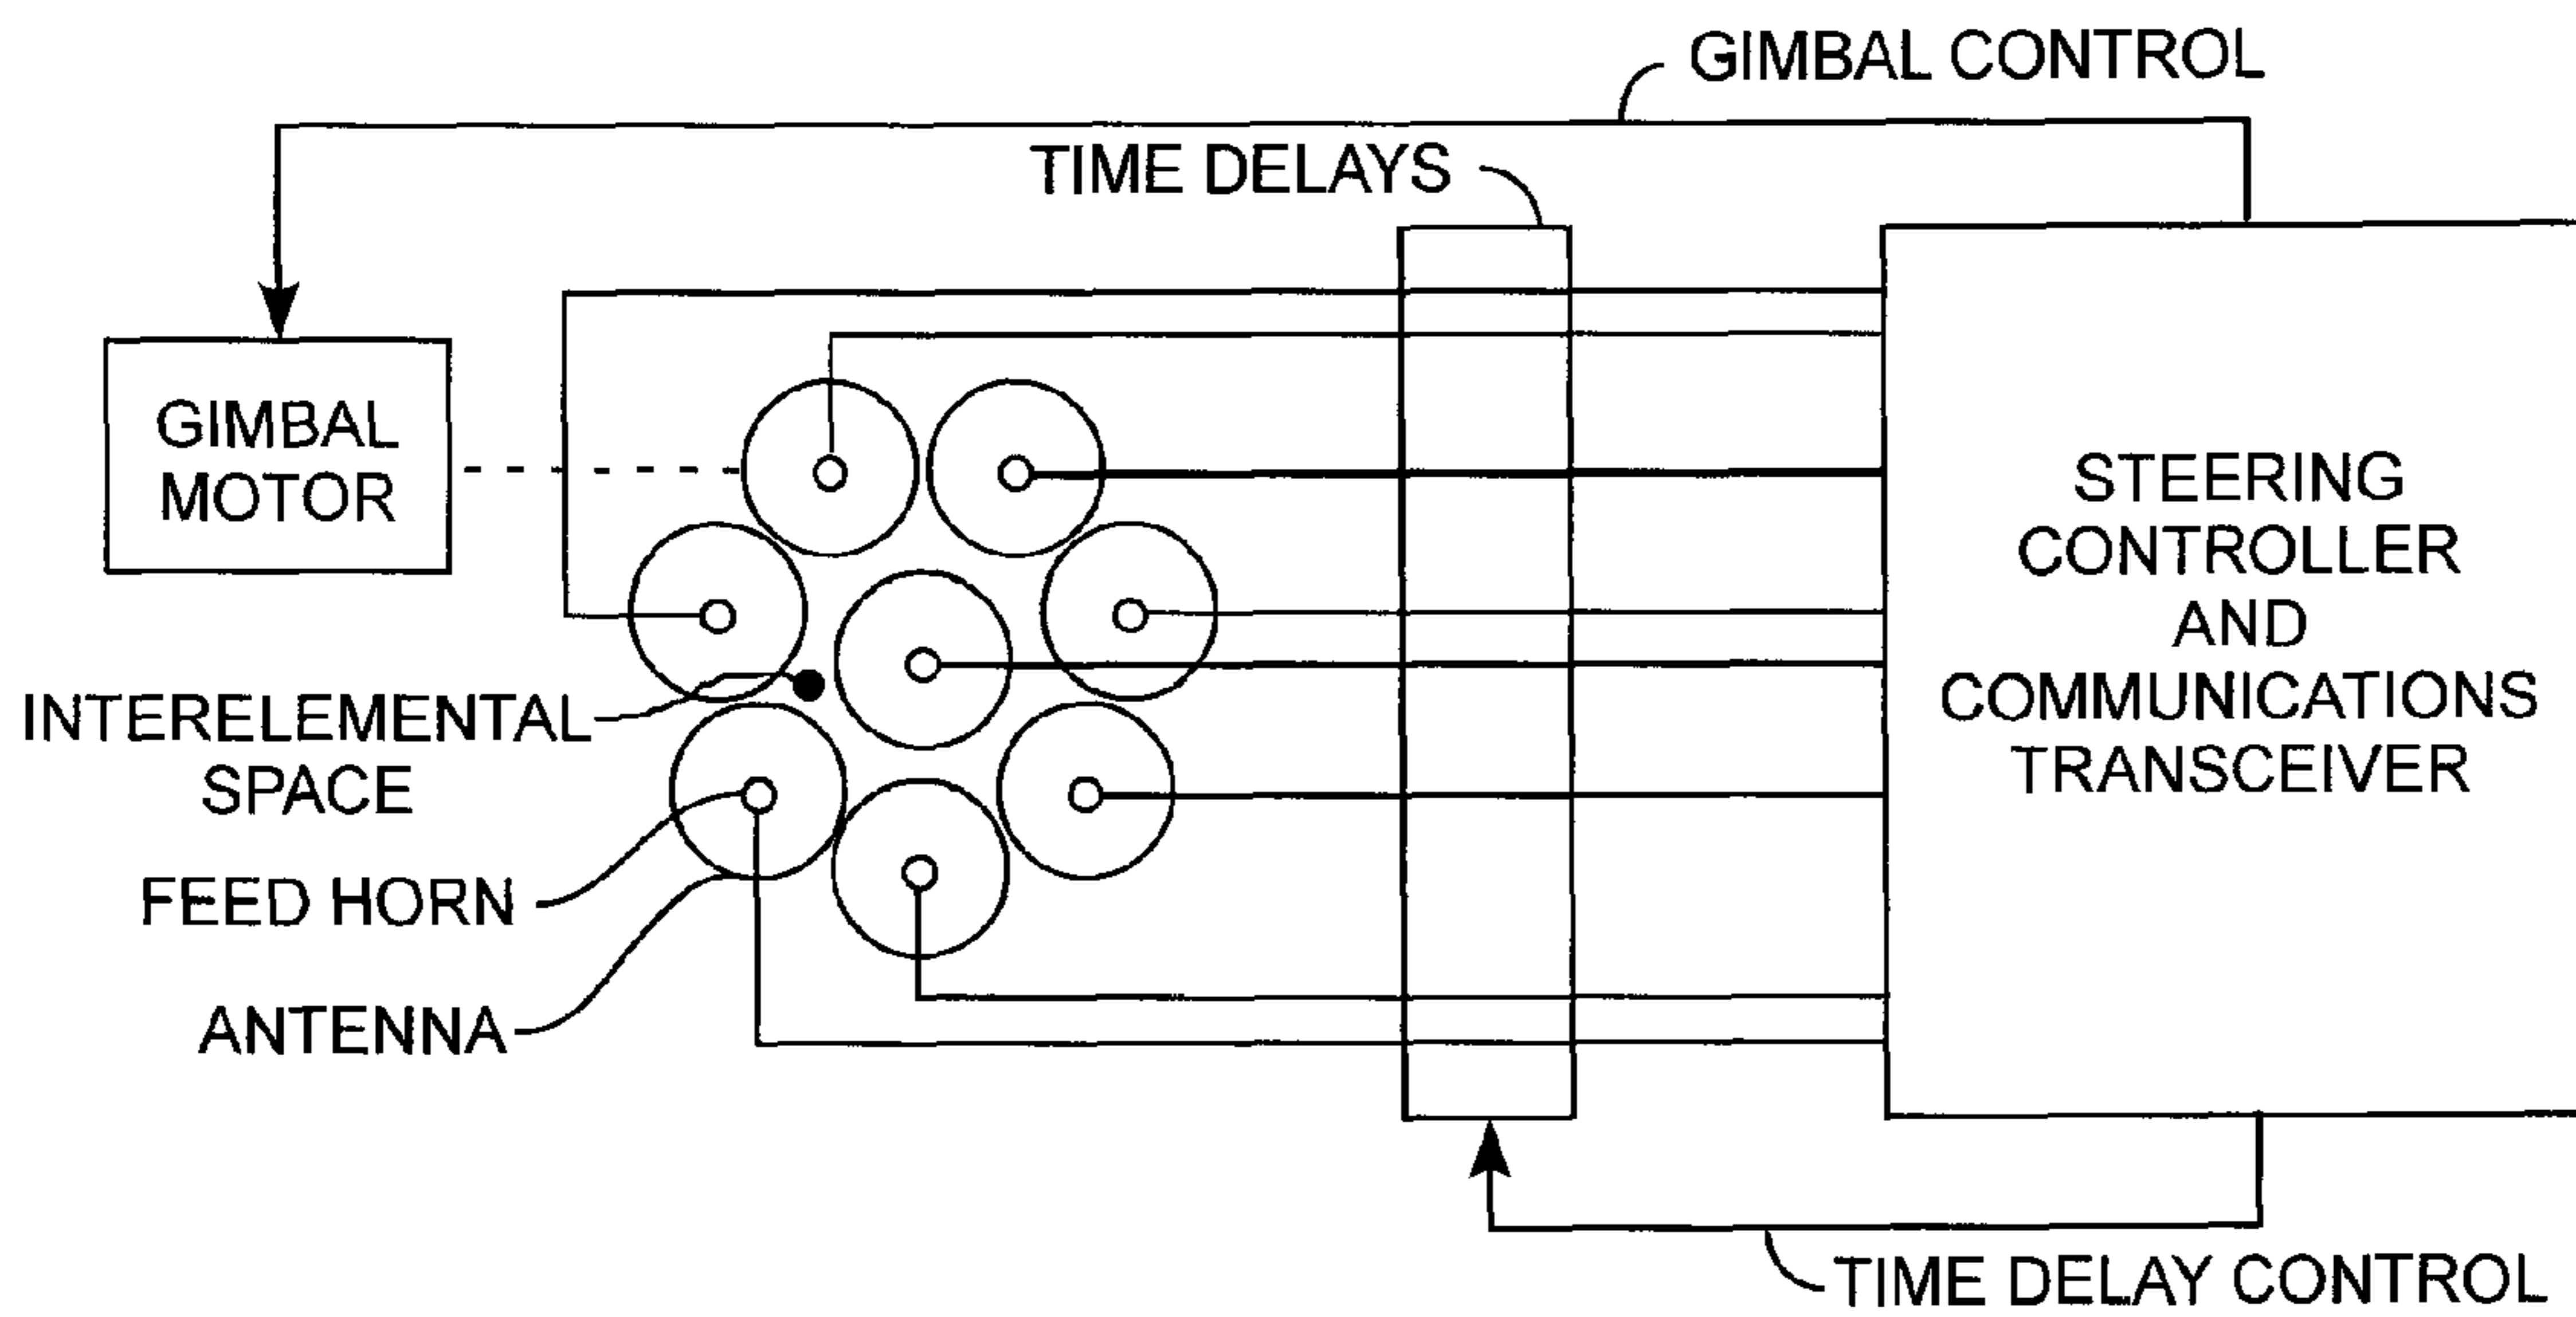 GIMBAL CONTROL
TIME DELAYS
GIMBAL
MOTOR
STEERING
CONTROLLER
AND
COMMUNICATIONS
TRANSCEIVER
INTERELEMENTAL
SPACE
FEED HORN
ANTENNA
TIME DELAY CONTROL